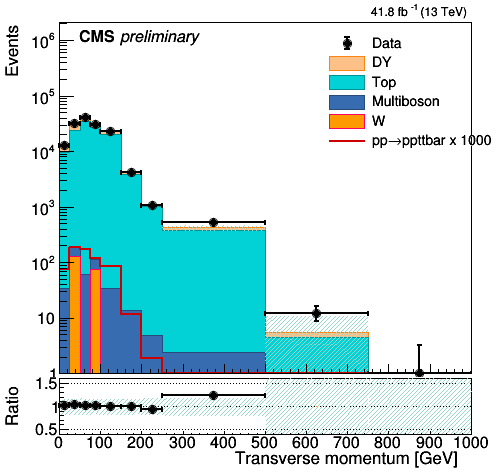 41.8 fb⁻¹ (13 TeV)
CMS preliminary
Events
10⁶
10⁵
10⁴
10³
10²
10
1
Data
DY
Top
Multiboson
W
pp→ppttbar x 1000
Ratio
1.5
1
0.5
0 100 200 300 400 500 600 700 800 900 1000
Transverse momentum [GeV]